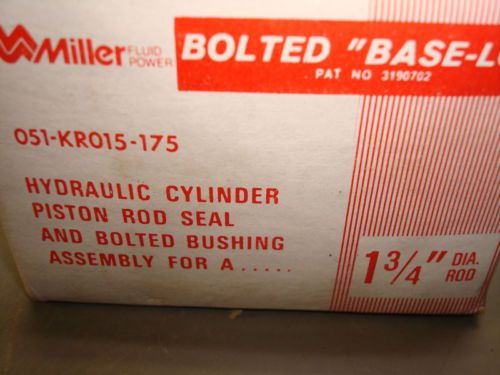 Miller FLUID POWER
BOLTED "BASE-
PAT NO 3190702
051-KR015-175
HYDRAULIC CYLINDER
PISTON ROD SEAL
AND BOLTED BUSHING
ASSEMBLY FOR A .....
1 3/4" DIA. ROD